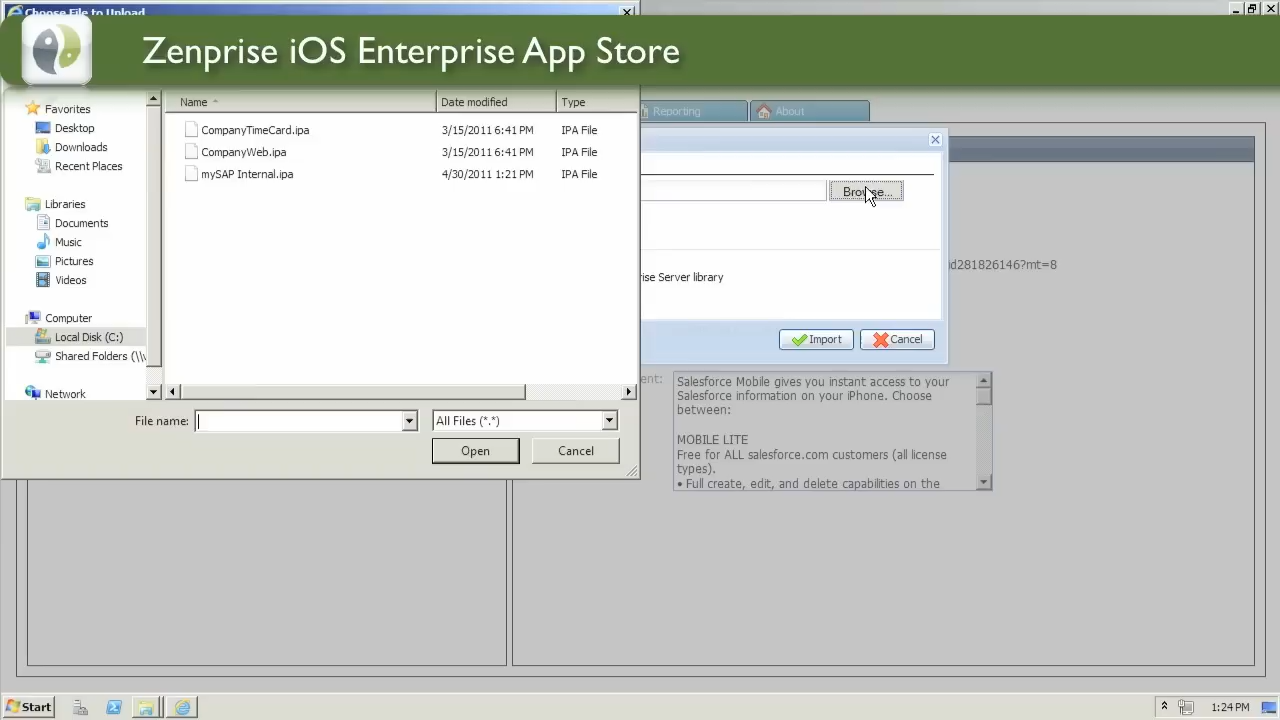 Choose File to Upload
Zenprise iOS Enterprise App Store
Favorites
Desktop
Downloads
Recent Places
Libraries
Documents
Music
Pictures
Videos
Computer
Local Disk (C:)
Shared Folders (\\
Network
Name
Date modified
Type
CompanyTimeCard.ipa
3/15/2011 6:41 PM
IPA File
CompanyWeb.ipa
3/15/2011 6:41 PM
IPA File
mySAP Internal.ipa
4/30/2011 1:21 PM
IPA File
File name:
All Files (*.*)
Open
Cancel
Reporting
About
Browse...
d281826146?mt=8
ise Server library
Import
Cancel
ent:
Salesforce Mobile gives you instant access to your
Salesforce information on your iPhone. Choose
between:
MOBILE LITE
Free for ALL salesforce.com customers (all license
types).
• Full create, edit, and delete capabilities on the
Start
1:24 PM